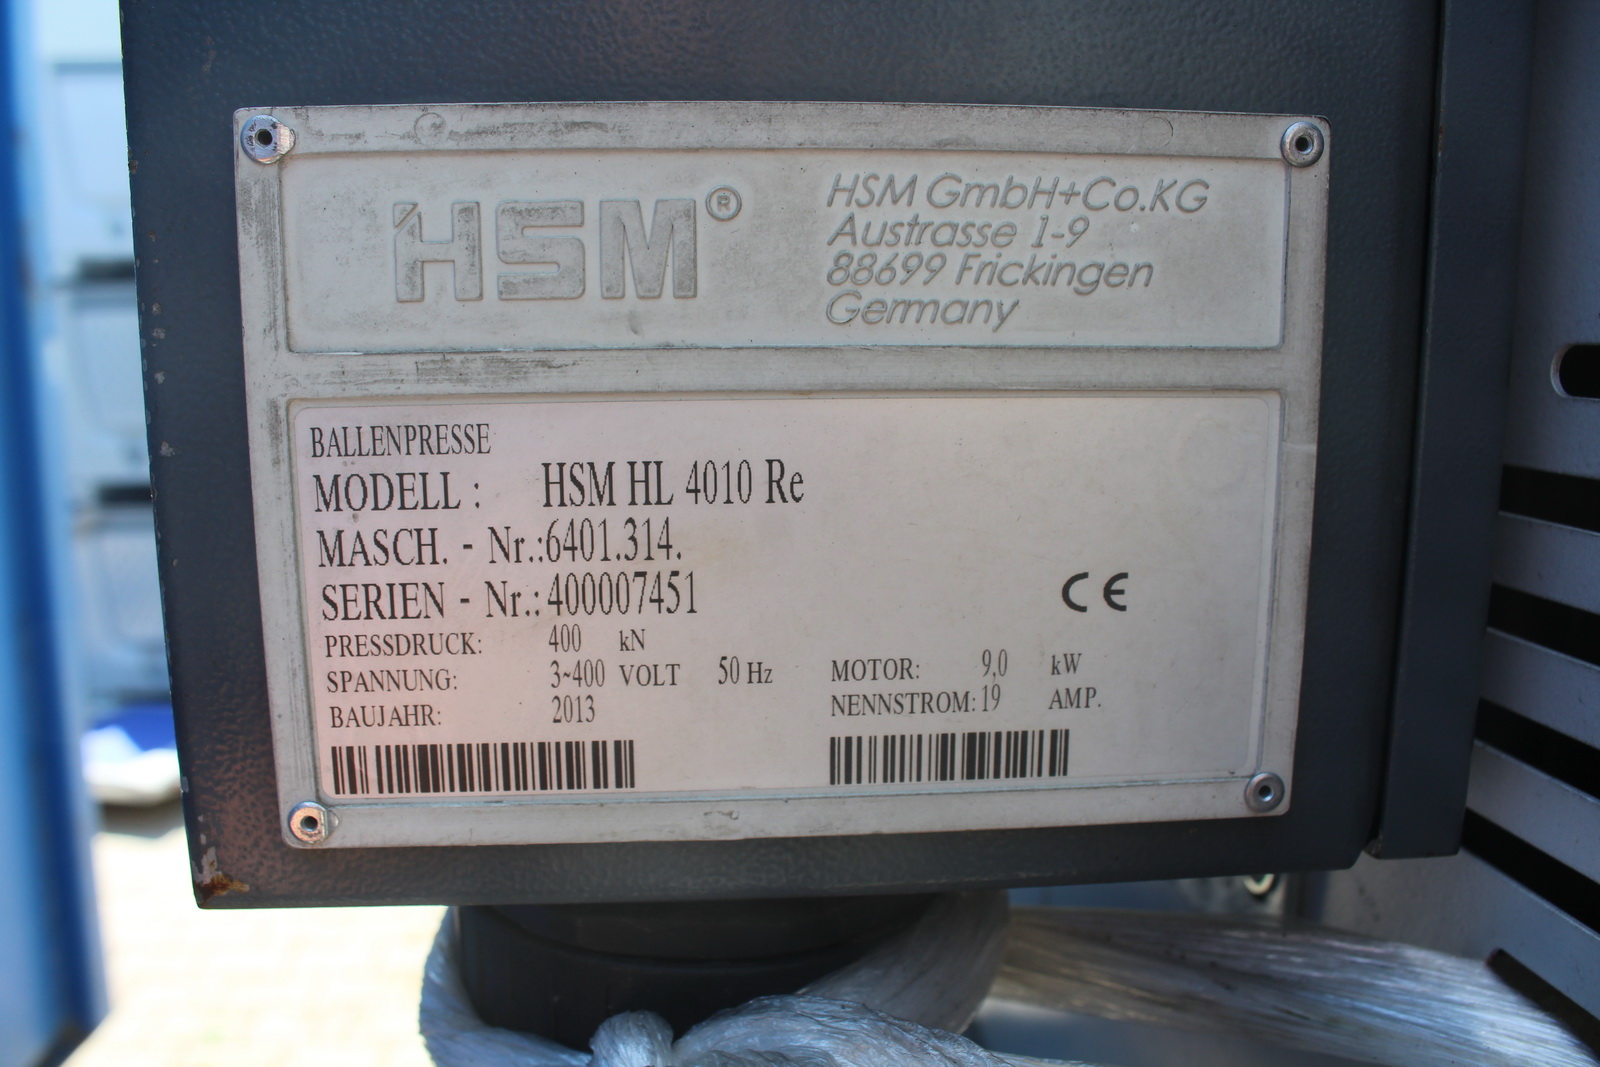 HSM®
HSM GmbH+Co.KG
Austrasse 1-9
88699 Frickingen
Germany
BALLENPRESSE
MODELL : HSM HL 4010 Re
MASCH. - Nr.:6401.314.
SERIEN - Nr.: 400007451
PRESSDRUCK: 400 kN
SPANNUNG: 3~400 VOLT 50 Hz MOTOR: 9,0 kW
BAUJAHR: 2013 NENNSTROM: 19 AMP.
CE